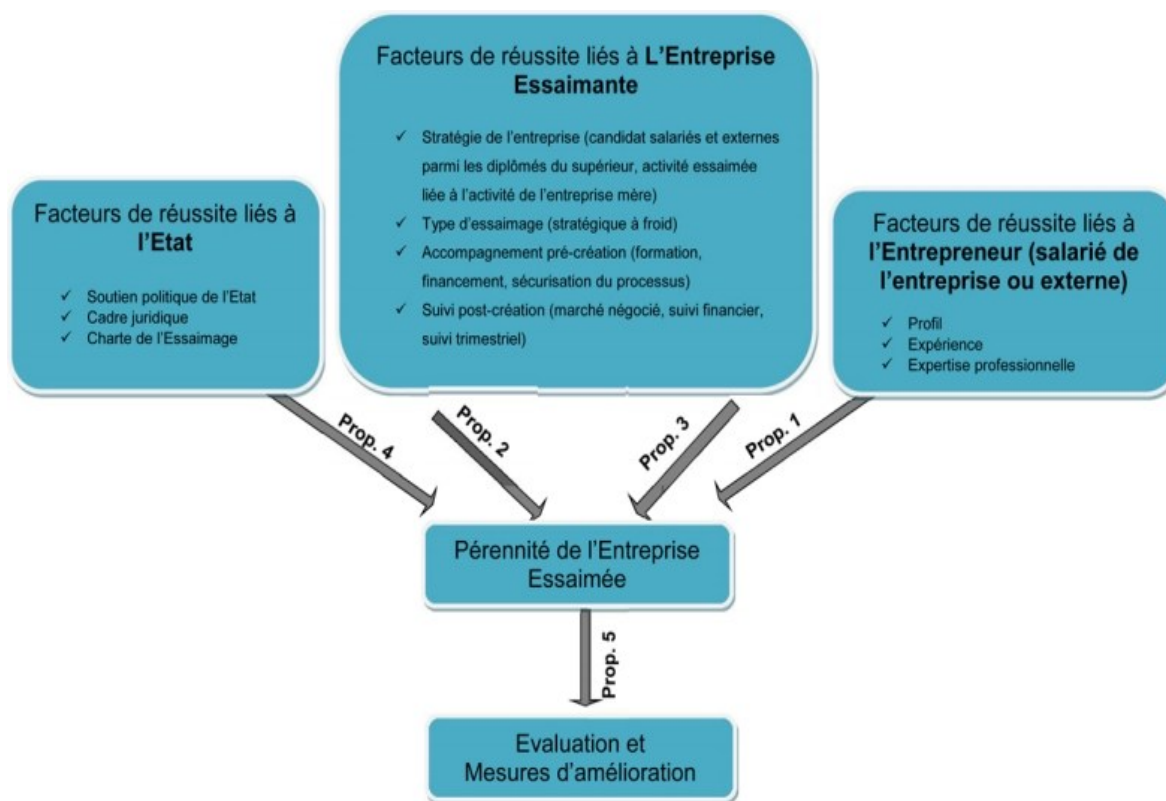 Facteurs de réussite liés à L'Entreprise
Essaimante
✓ Stratégie de l'entreprise (candidat salariés et externes
parmi les diplômés du supérieur, activité essaimée
liée à l'activité de l'entreprise mère)
✓ Type d'essaimage (stratégique à froid)
✓ Accompagnement pré-création (formation,
financement, sécurisation du processus)
✓ Suivi post-création (marché négocié, suivi financier,
suivi trimestriel)
Facteurs de réussite liés à
l'Etat
✓ Soutien politique de l'Etat
✓ Cadre juridique
✓ Charte de l'Essaimage
Facteurs de réussite liés à
l'Entrepreneur (salarié de
l'entreprise ou externe)
✓ Profil
✓ Expérience
✓ Expertise professionnelle
Prop. 4
Prop. 2
Prop. 3
Prop. 1
Pérennité de l'Entreprise
Essaimée
Prop. 5
Evaluation et
Mesures d'amélioration